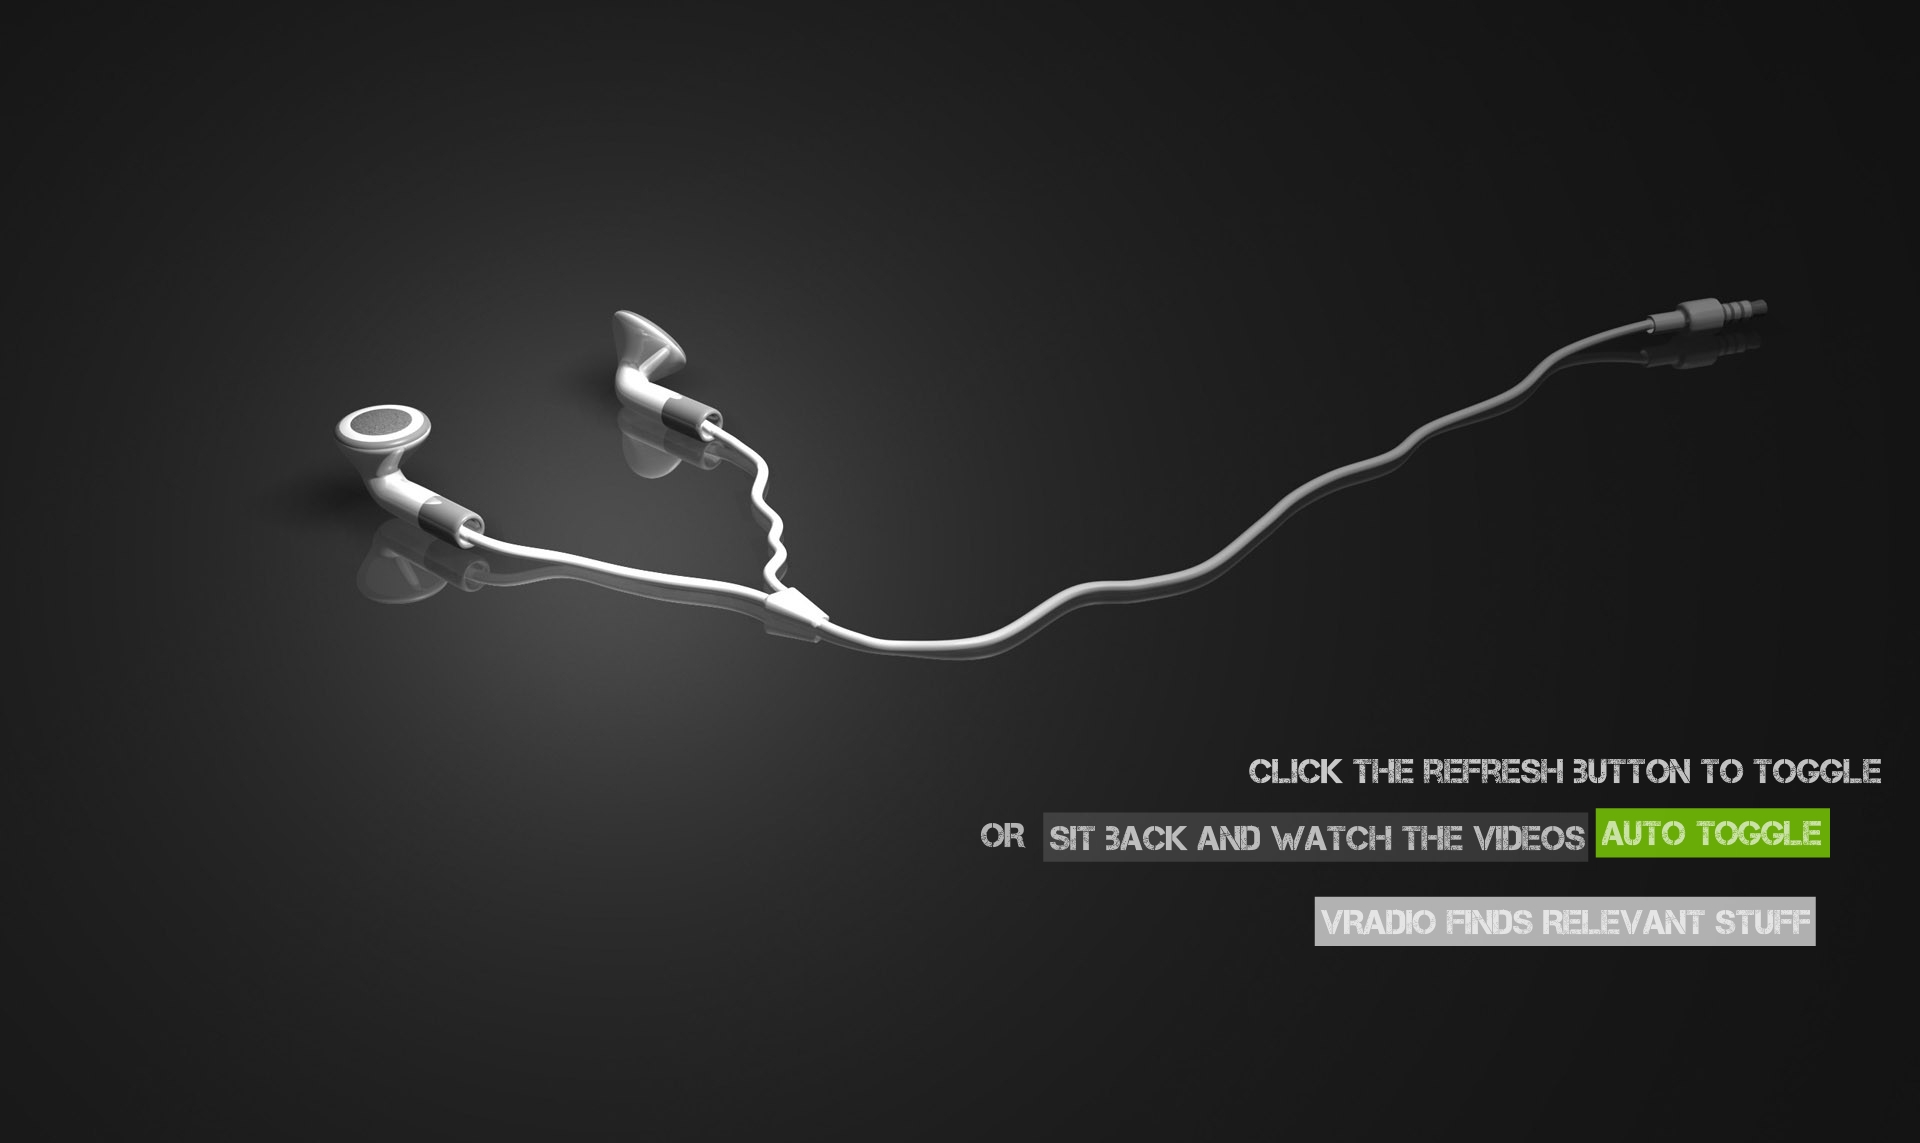 CLICK THE REFRESH BUTTON TO TOGGLE
OR SIT BACK AND WATCH THE VIDEOS AUTO TOGGLE
VRADIO FINDS RELEVANT STUFF